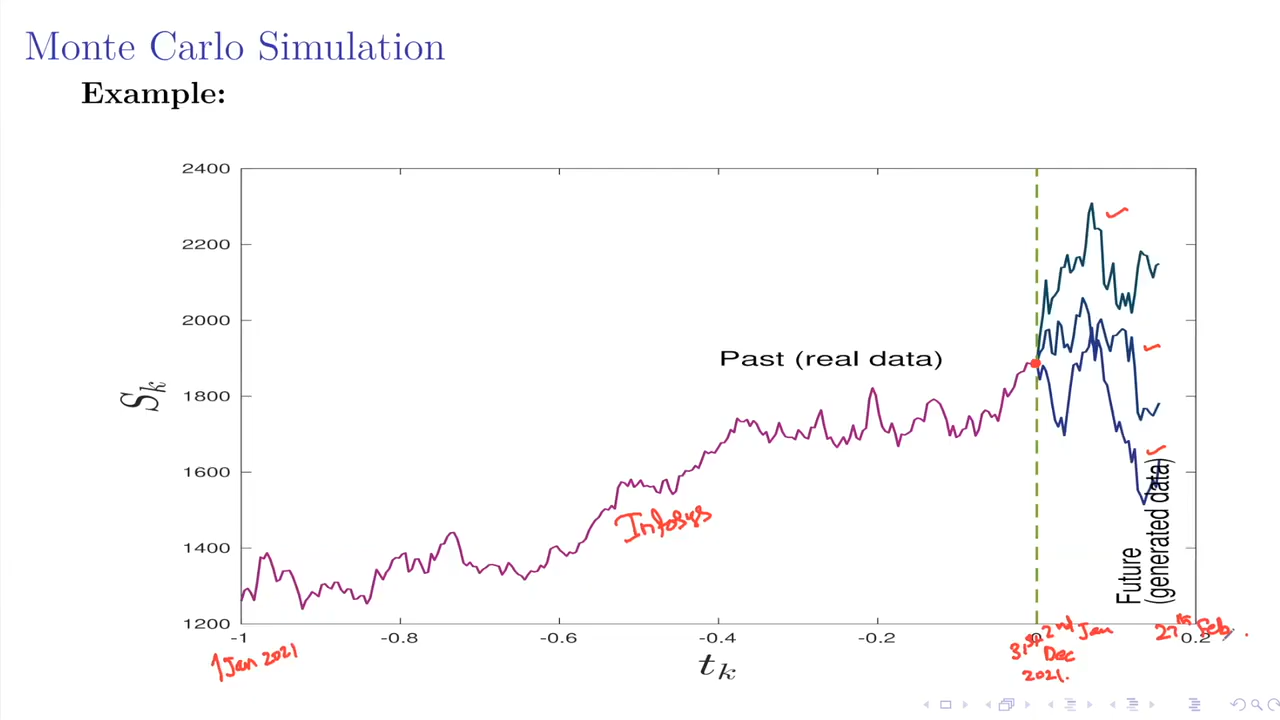 Monte Carlo Simulation
Example:
2400
2200
2000
1800
1600
1400
1200
S_k
Past (real data)
Infosys
Future
(generated data)
-1
-0.8
-0.6
-0.4
-0.2
0
0.2
t_k
1 Jan 2021
31st Dec
2021.
2nd Jan
27th Feb.